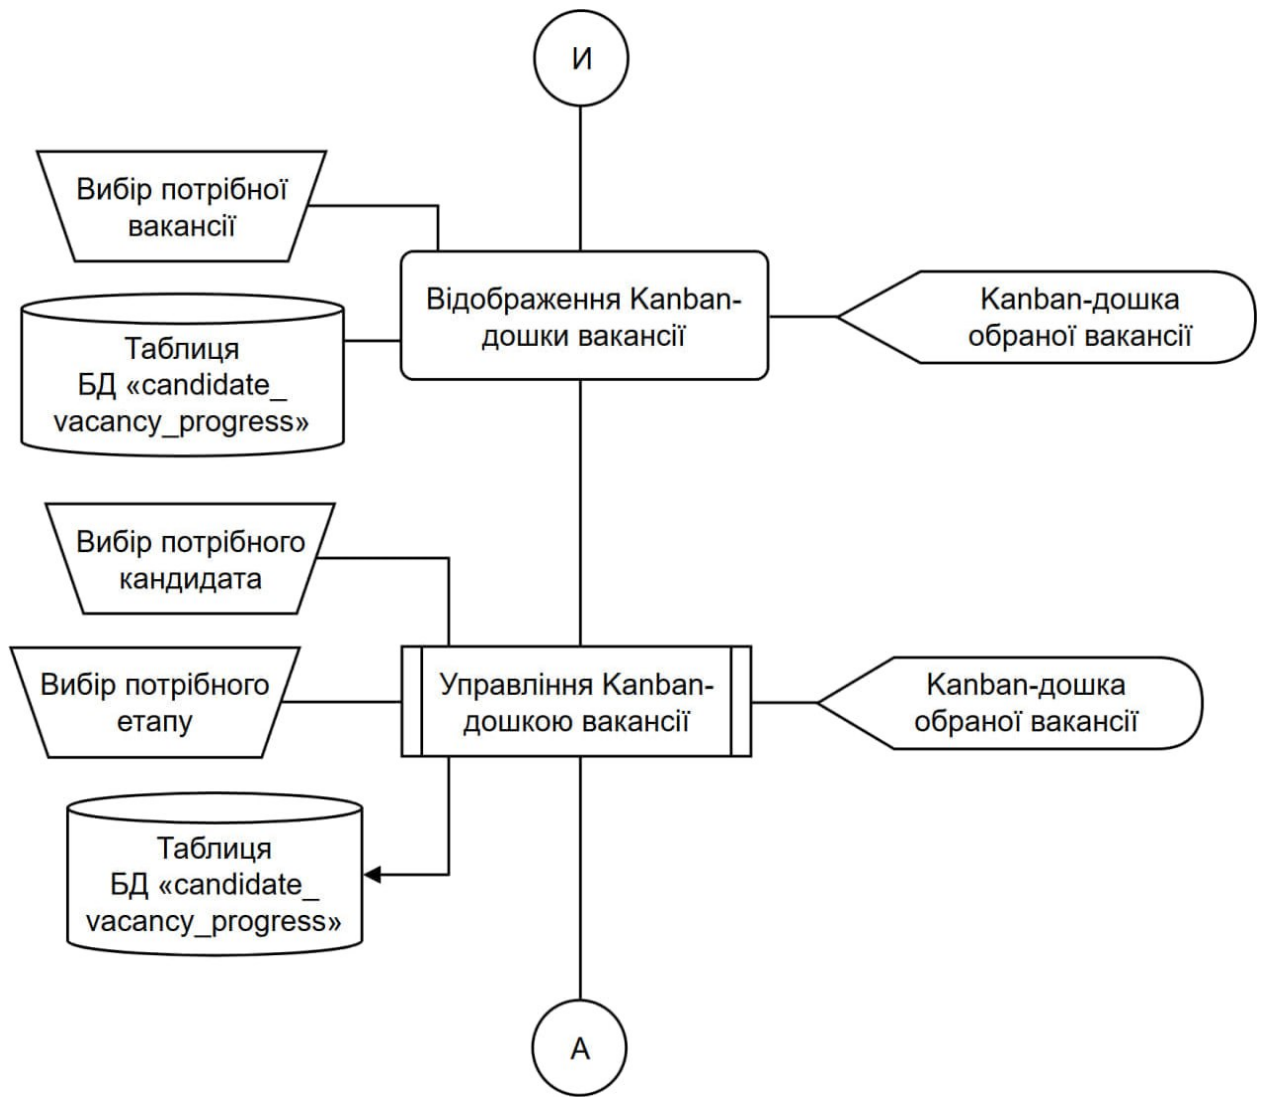 И
Вибір потрібної
вакансії
Відображення Kanban-
дошки вакансії
Kanban-дошка
обраної вакансії
Таблиця
БД «candidate_
vacancy_progress»
Вибір потрібного
кандидата
Вибір потрібного
етапу
Управління Kanban-
дошкою вакансії
Kanban-дошка
обраної вакансії
Таблиця
БД «candidate_
vacancy_progress»
А